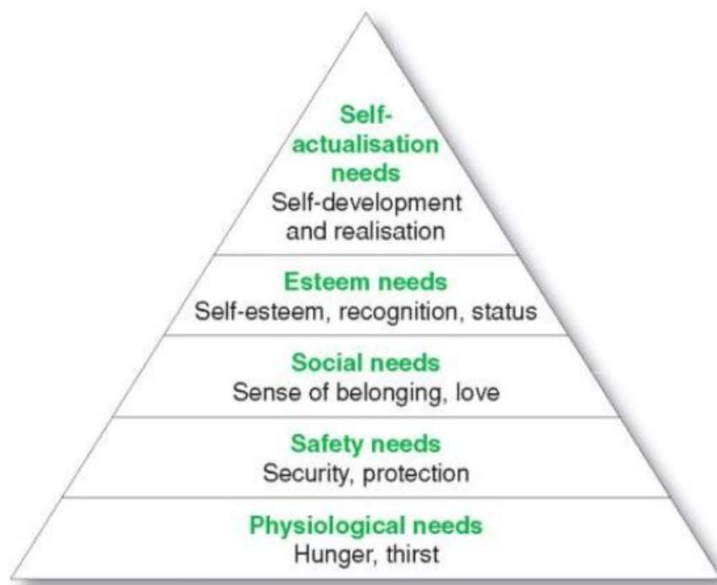 Self-
actualisation
needs
Self-development
and realisation
Esteem needs
Self-esteem, recognition, status
Social needs
Sense of belonging, love
Safety needs
Security, protection
Physiological needs
Hunger, thirst